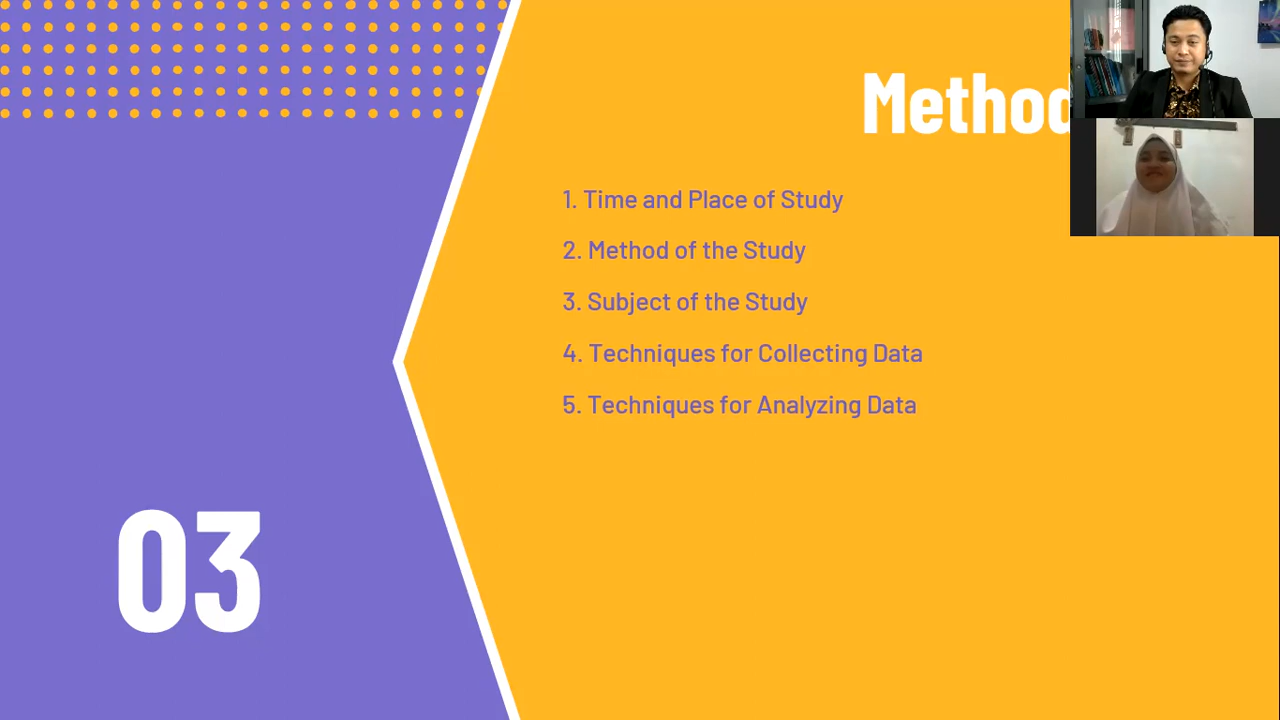 Method
1. Time and Place of Study
2. Method of the Study
3. Subject of the Study
4. Techniques for Collecting Data
5. Techniques for Analyzing Data
03